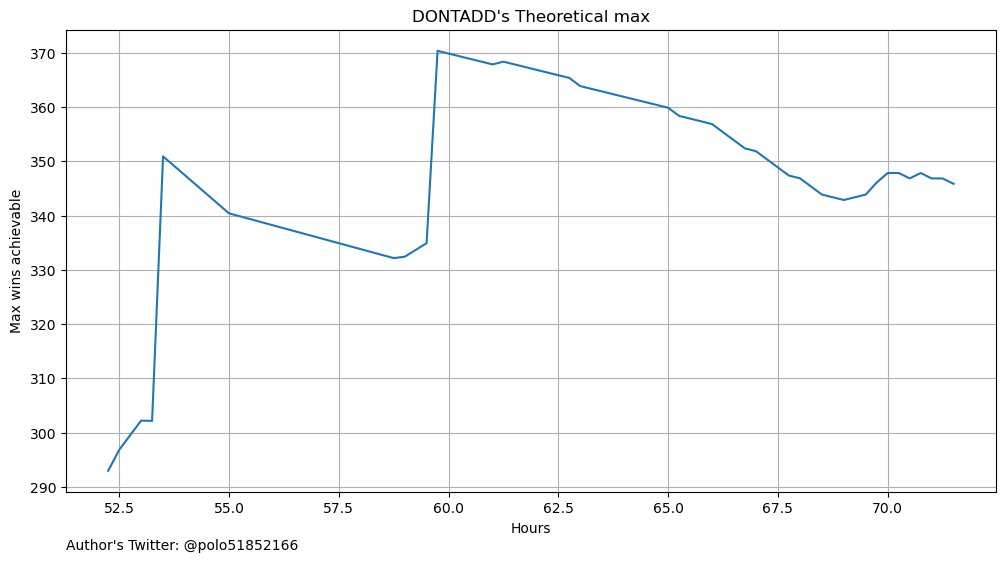 DONTADD's Theoretical max
370
360
350
340
330
320
310
300
290
Max wins achievable
52.5 55.0 57.5 60.0 62.5 65.0 67.5 70.0
Hours
Author's Twitter: @polo51852166